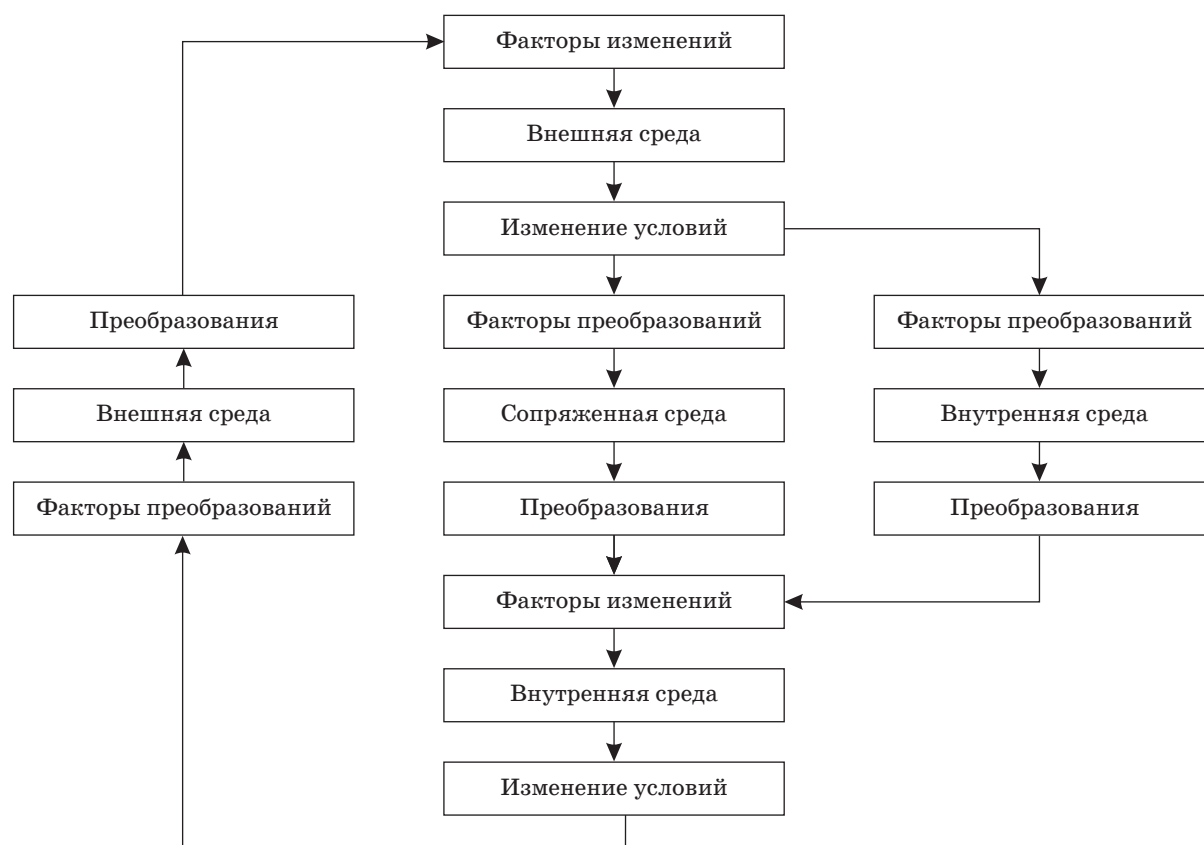 Факторы изменений
Внешняя среда
Изменение условий
Преобразования
Факторы преобразований
Факторы преобразований
Внешняя среда
Сопряженная среда
Внутренняя среда
Факторы преобразований
Преобразования
Преобразования
Факторы изменений
Внутренняя среда
Изменение условий